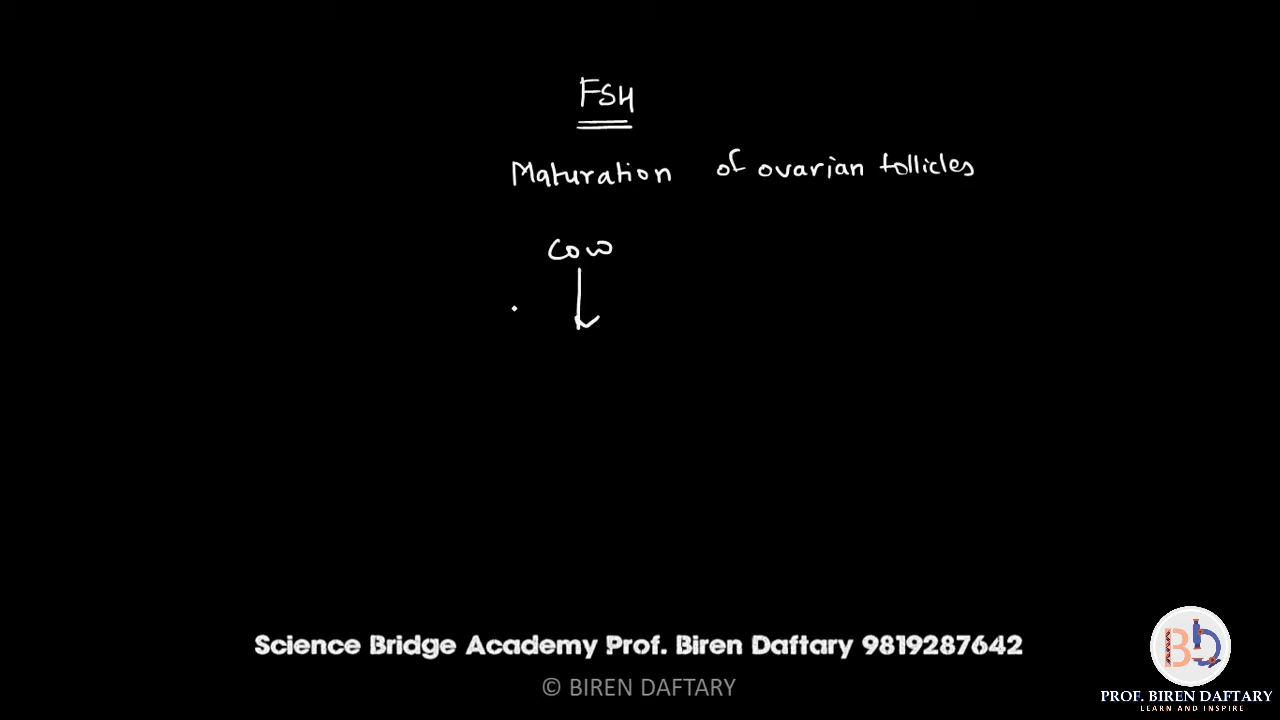 FSH
Maturation of ovarian follicles
Cow
Science Bridge Academy Prof. Biren Daftary 9819287642
© BIREN DAFTARY
BD
PROF. BIREN DAFTARY
LEARN AND INSPIRE